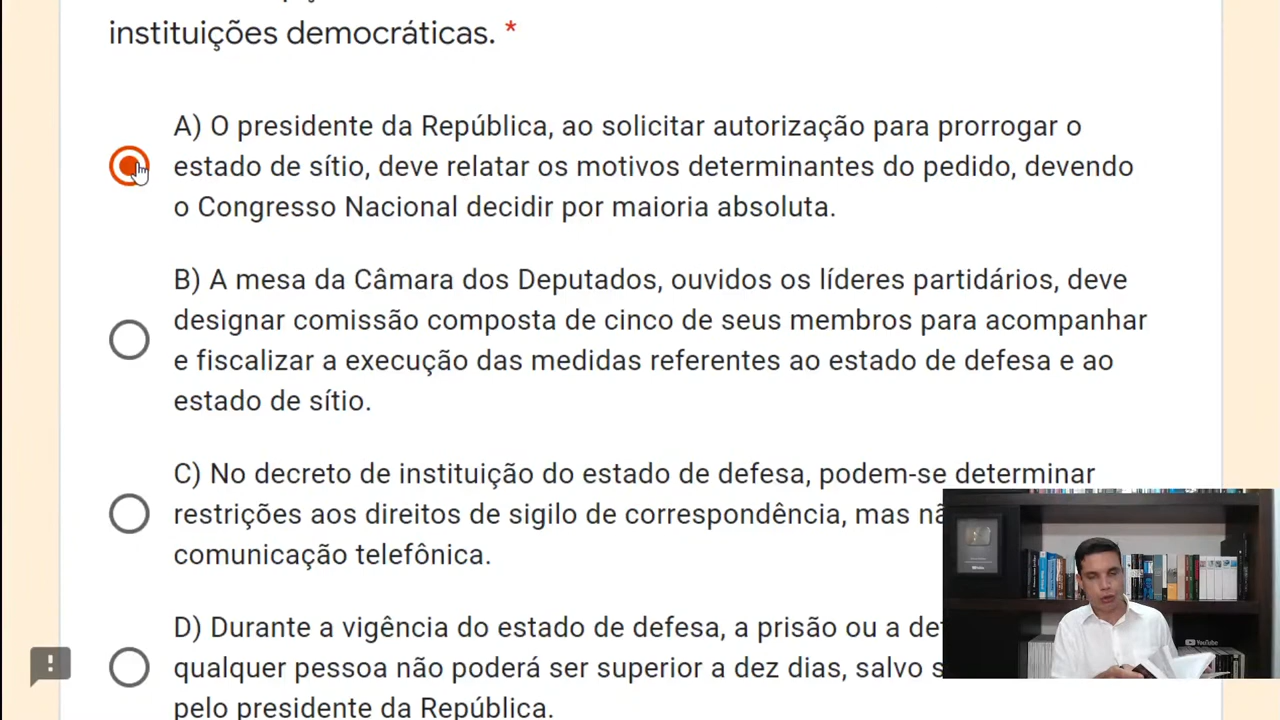 instituições democráticas. *
A) O presidente da República, ao solicitar autorização para prorrogar o
estado de sítio, deve relatar os motivos determinantes do pedido, devendo
o Congresso Nacional decidir por maioria absoluta.
B) A mesa da Câmara dos Deputados, ouvidos os líderes partidários, deve
designar comissão composta de cinco de seus membros para acompanhar
e fiscalizar a execução das medidas referentes ao estado de defesa e ao
estado de sítio.
C) No decreto de instituição do estado de defesa, podem-se determinar
restrições aos direitos de sigilo de correspondência, mas
comunicação telefônica.
D) Durante a vigência do estado de defesa, a prisão ou a
qualquer pessoa não poderá ser superior a dez dias, salvo
pelo presidente da República.
YouTube